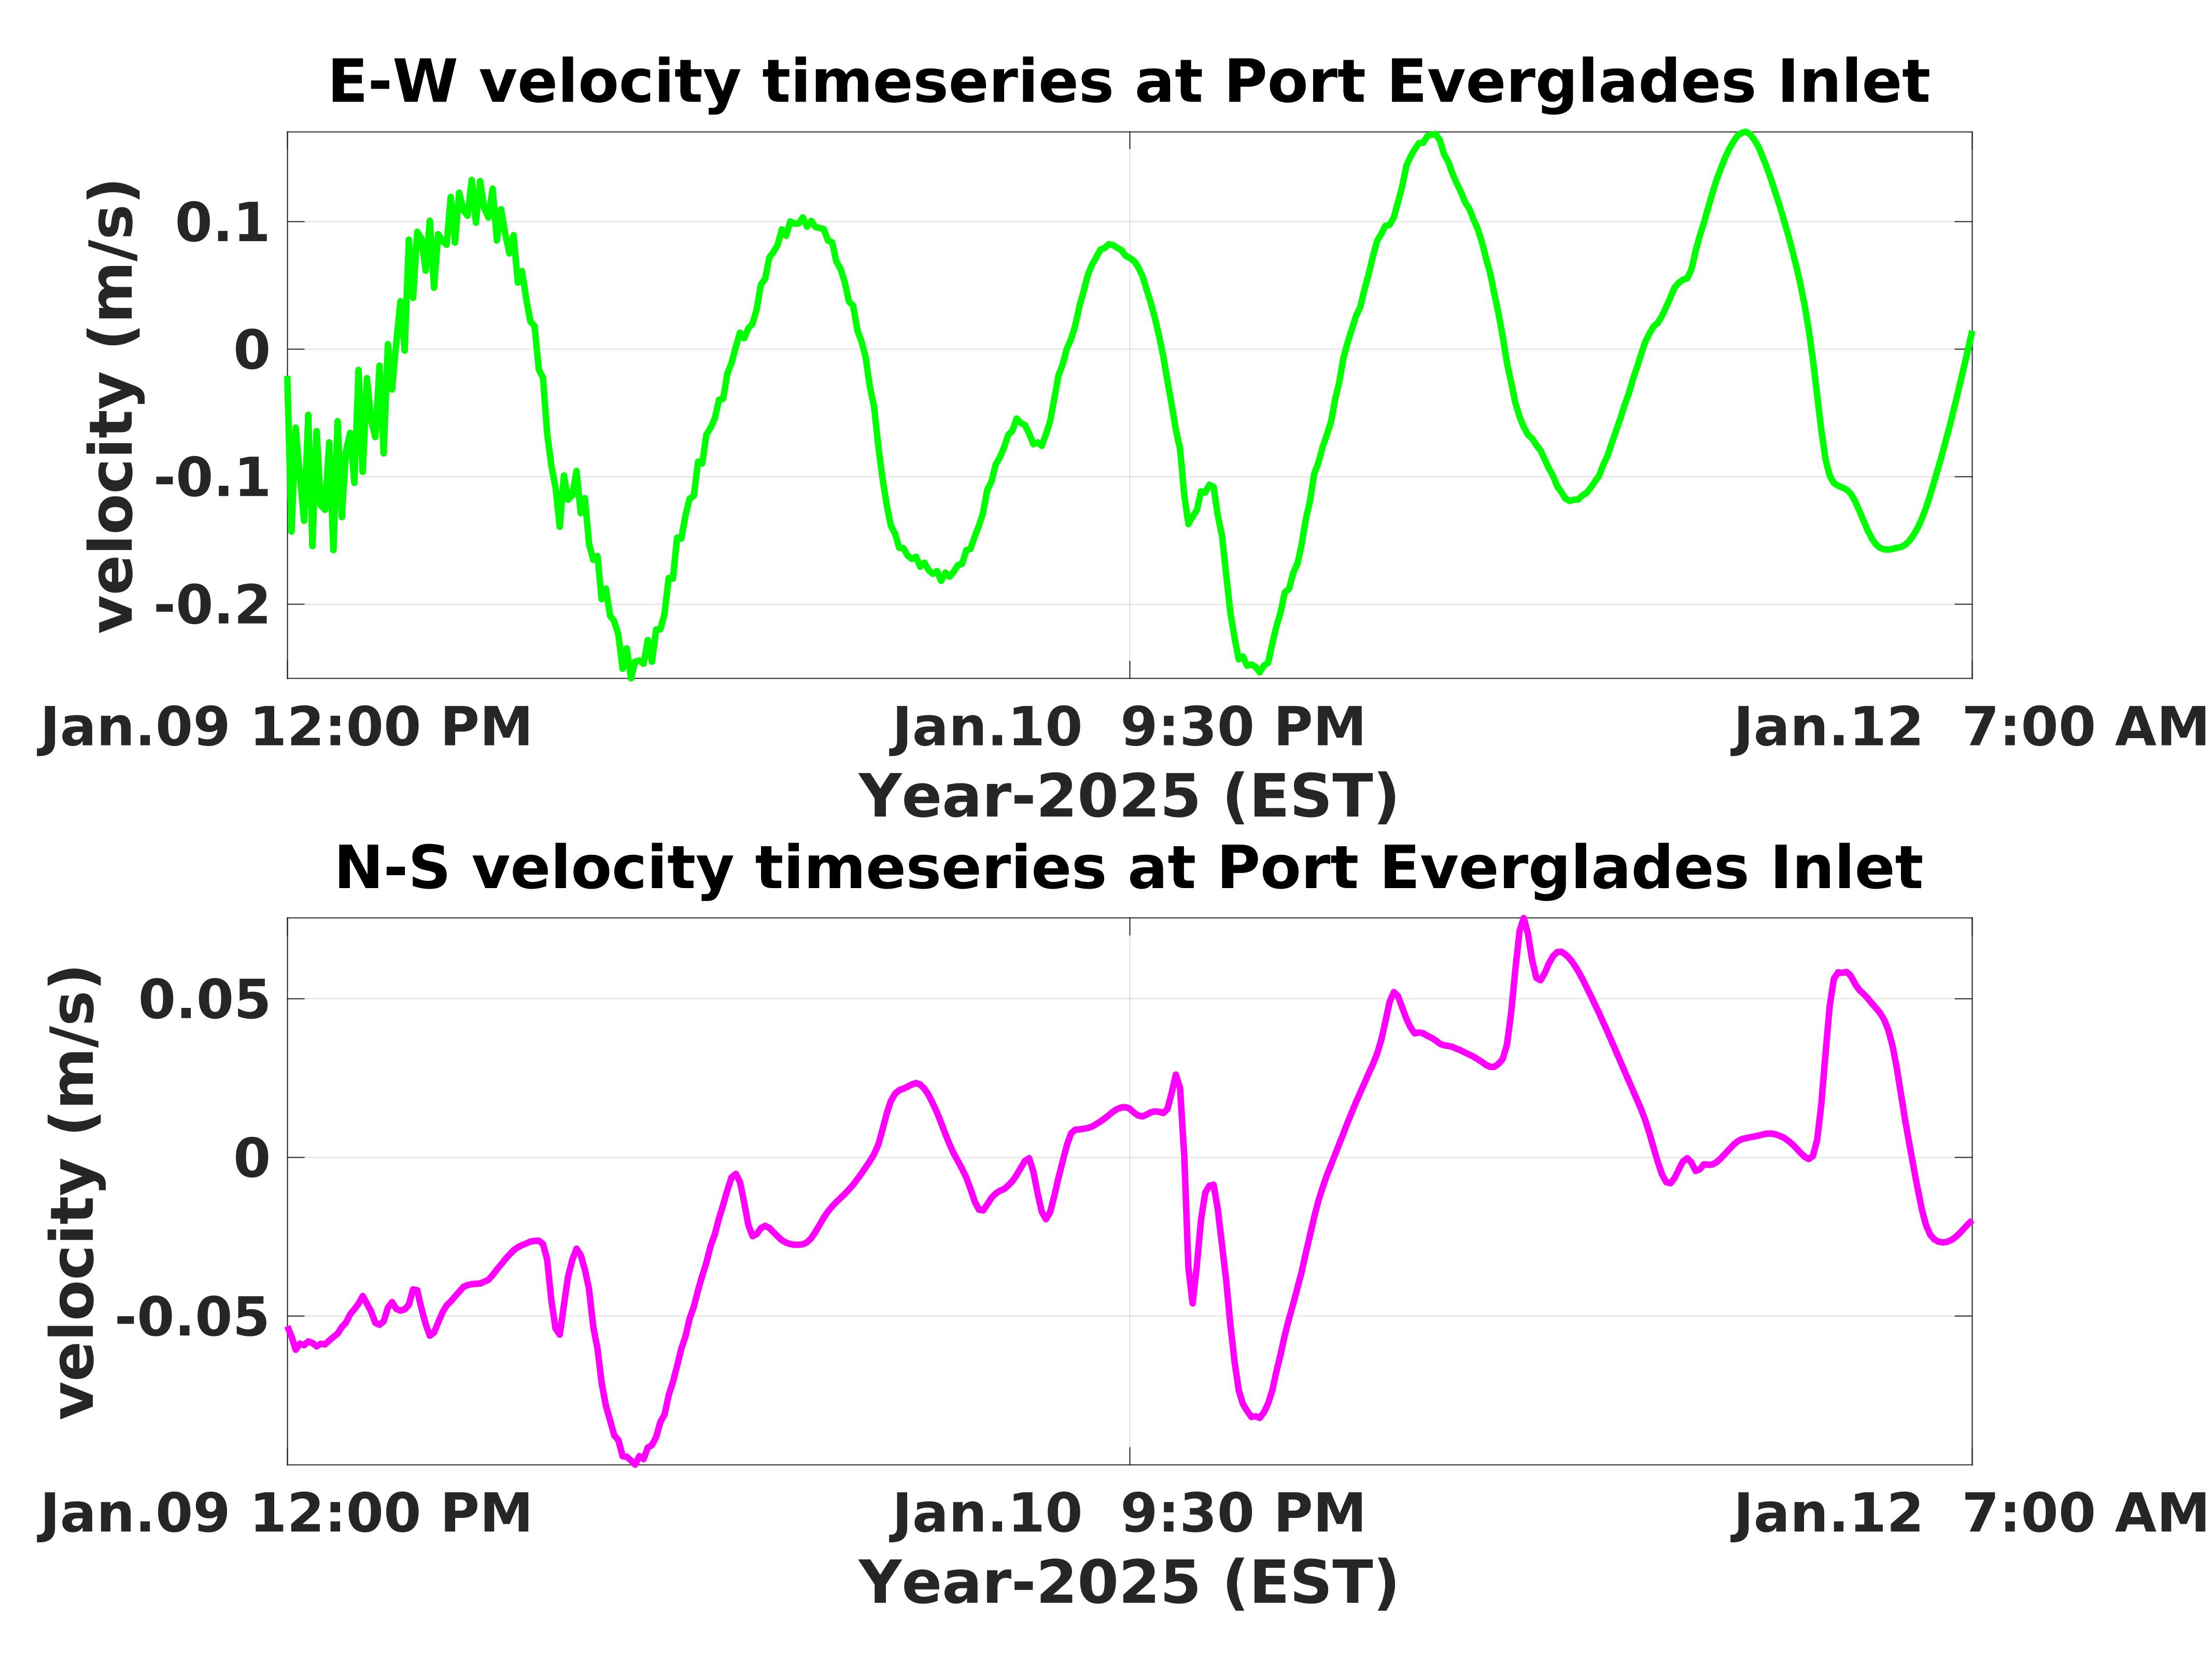 E-W velocity timeseries at Port Everglades Inlet
velocity (m/s)
0.1
0
-0.1
-0.2
Jan.09 12:00 PM
Jan.10  9:30 PM
Jan.12  7:00 AM
Year-2025 (EST)
N-S velocity timeseries at Port Everglades Inlet
velocity (m/s)
0.05
0
-0.05
Jan.09 12:00 PM
Jan.10  9:30 PM
Jan.12  7:00 AM
Year-2025 (EST)